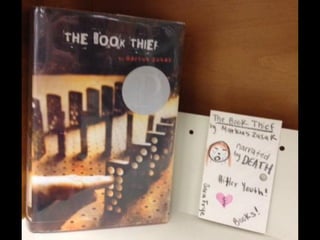 THE BOOK THIEF
by Markus Zusak
The Book Thief
by Markus Zusak
narrated
by DEATH
Hitler Youth!
Books!